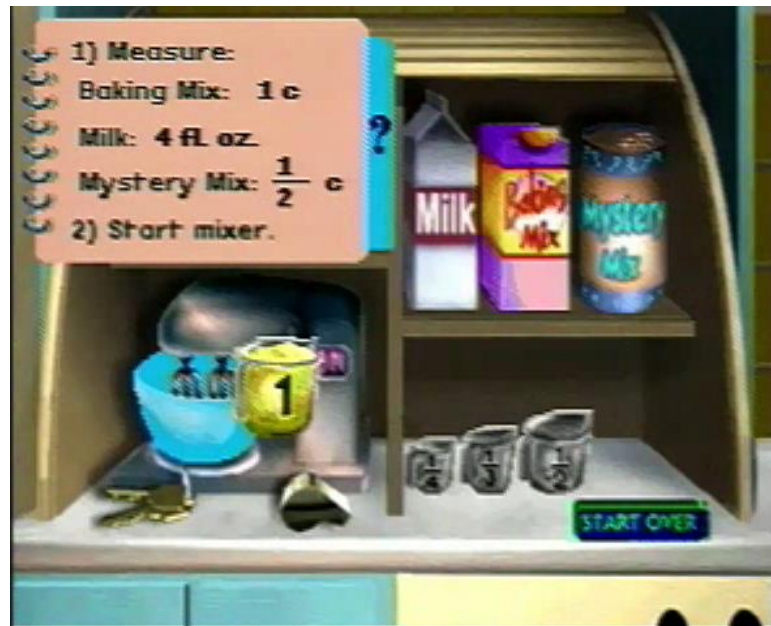 1) Measure:
Baking Mix: 1 c
Milk: 4 fl. oz.
Mystery Mix: 1/2 c
2) Start mixer.
?
Milk
Baking
Mix
Mystery
Mix
1
1/4
1/3
1/2
START OVER